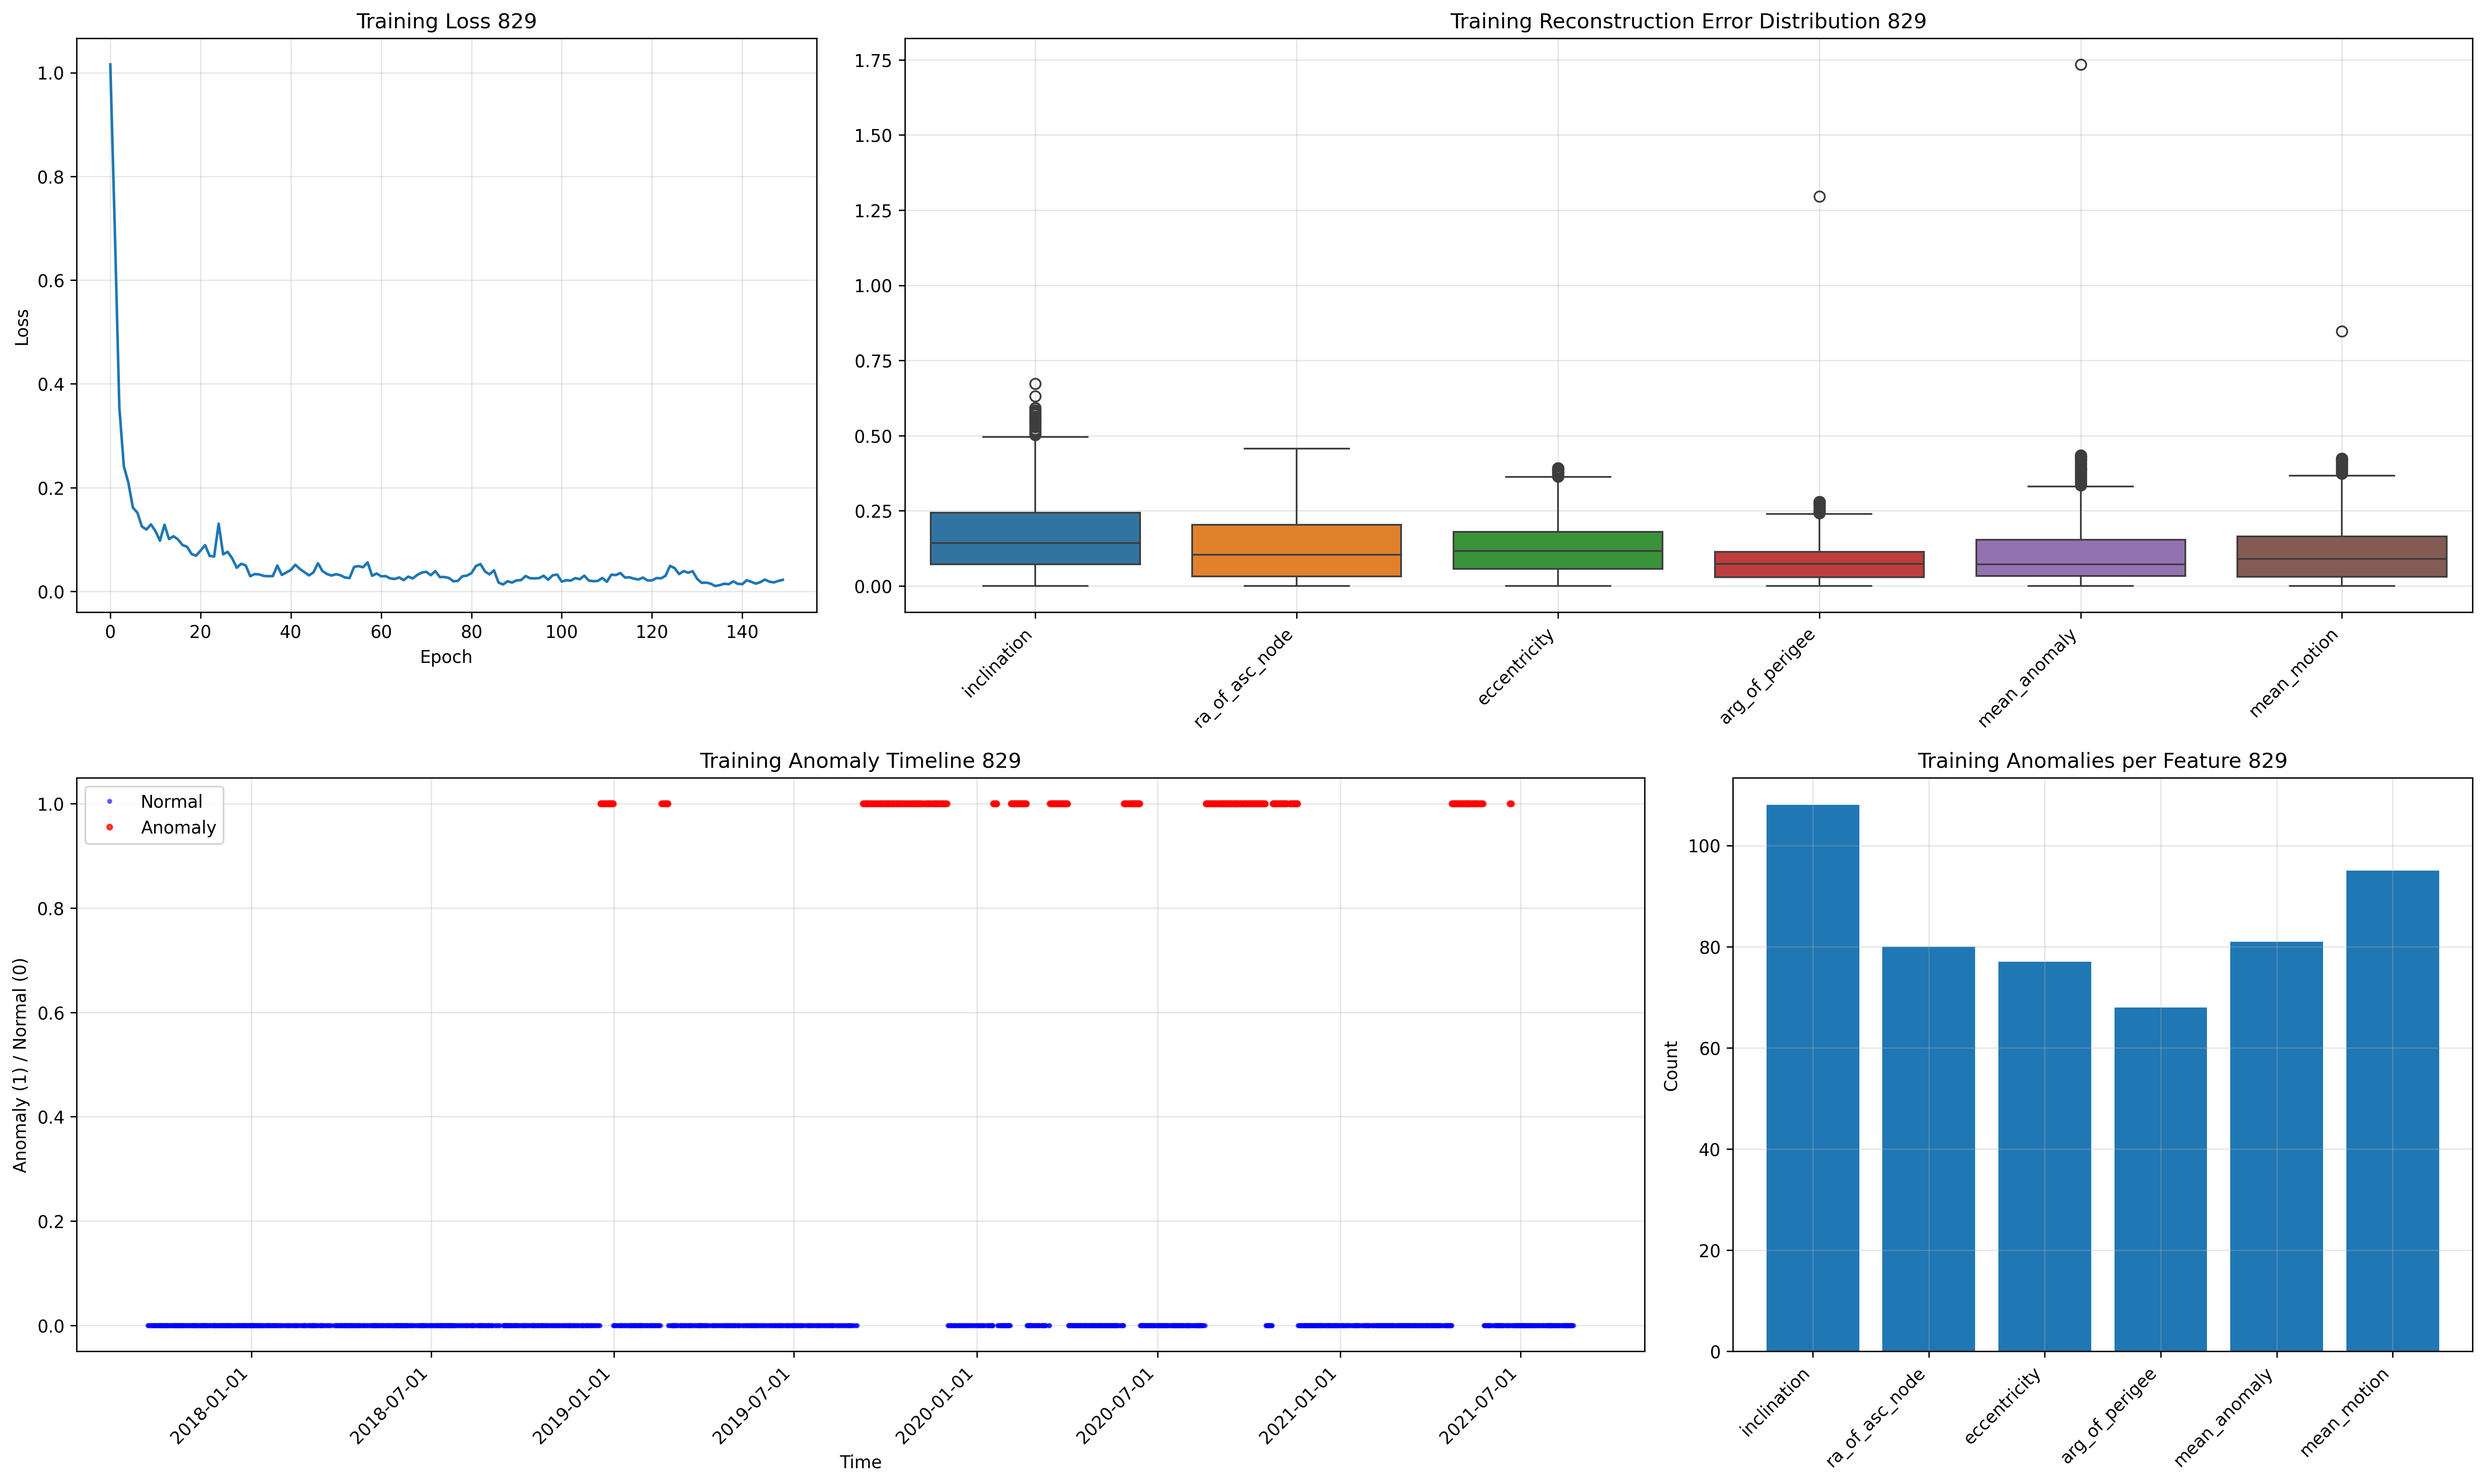 Training Loss 829
1.0
0.8
0.6
0.4
0.2
0.0
Loss
0 20 40 60 80 100 120 140
Epoch
Training Reconstruction Error Distribution 829
1.75
1.50
1.25
1.00
0.75
0.50
0.25
0.00
inclination
ra_of_asc_node
eccentricity
arg_of_perigee
mean_anomaly
mean_motion
Training Anomaly Timeline 829
Normal
Anomaly
1.0
0.8
0.6
0.4
0.2
0.0
Anomaly (1) / Normal (0)
2018-01-01
2018-07-01
2019-01-01
2019-07-01
2020-01-01
2020-07-01
2021-01-01
2021-07-01
Time
Training Anomalies per Feature 829
100
80
60
40
20
0
Count
inclination
ra_of_asc_node
eccentricity
arg_of_perigee
mean_anomaly
mean_motion